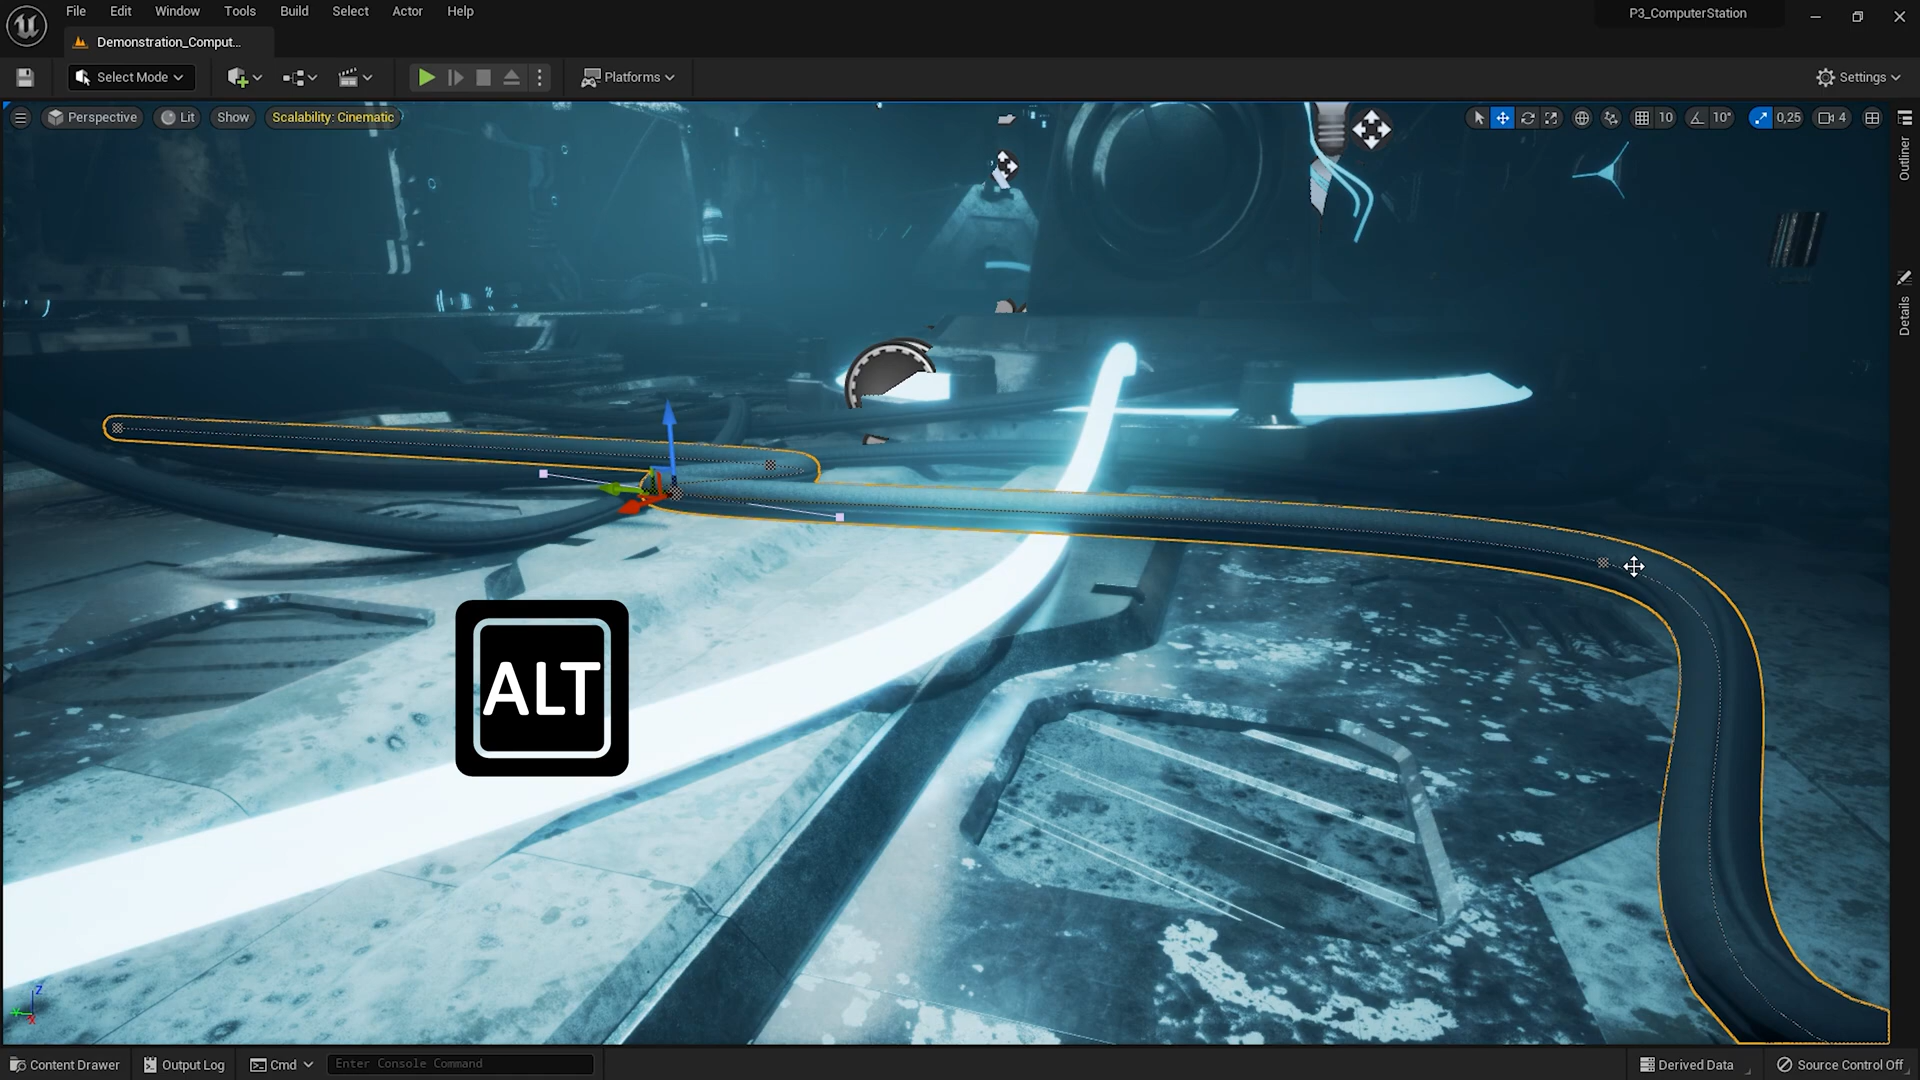 File Edit Window Tools Build Select Actor Help
P3_ComputerStation
Demonstration_Comput...
Select Mode
Platforms
Settings
Perspective
Lit
Show
Scalability: Cinematic
10
10°
0,25
4
Outliner
Details
ALT
Z
Content Drawer
Output Log
Cmd
Enter Console Command
Derived Data
Source Control Off